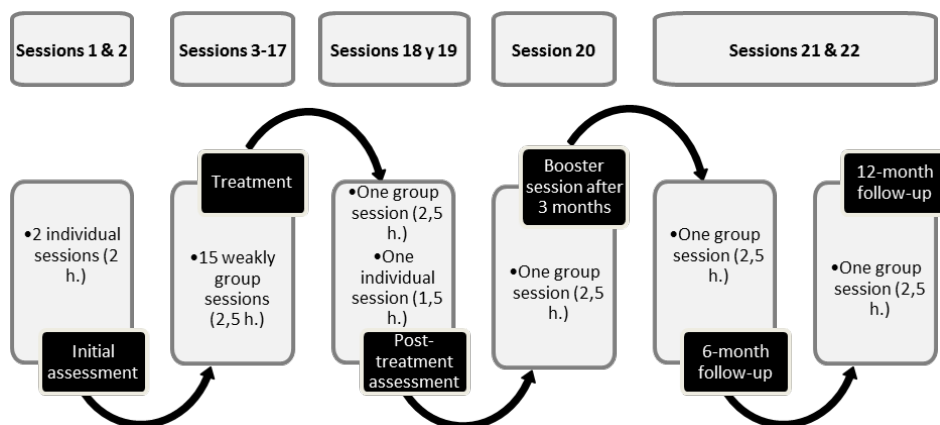 Sessions 1 & 2
Sessions 3-17
Sessions 18 y 19
Session 20
Sessions 21 & 22
•2 individual
sessions (2
h.)
Initial
assessment
Treatment
•15 weekly
group
sessions
(2,5 h.)
•One group
session (2,5
h.)
•One
individual
session (1,5
h.)
Post-
treatment
assessment
Booster
session after
3 months
•One group
session (2,5
h.)
•One group
session (2,5
h.)
6-month
follow-up
12-month
follow-up
•One group
session (2,5
h.)